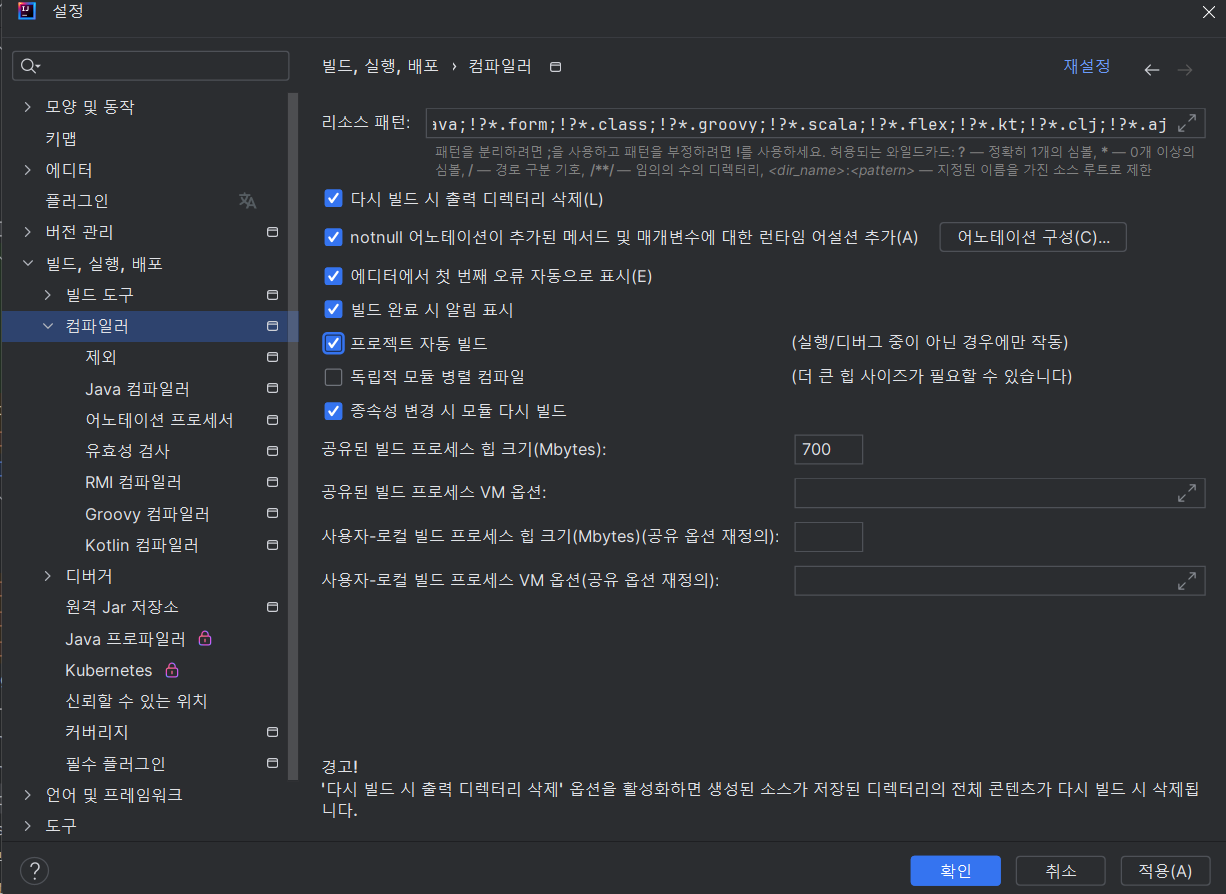 설정
모양 및 동작
키맵
에디터
플러그인
버전 관리
빌드, 실행, 배포
빌드 도구
컴파일러
제외
Java 컴파일러
어노테이션 프로세서
유효성 검사
RMI 컴파일러
Groovy 컴파일러
Kotlin 컴파일러
디버거
원격 Jar 저장소
Java 프로파일러
Kubernetes
신뢰할 수 있는 위치
커버리지
필수 플러그인
언어 및 프레임워크
도구
빌드, 실행, 배포 › 컴파일러
재설정
리소스 패턴: ava;!?*.form;!?*.class;!?*.groovy;!?*.scala;!?*.flex;!?*.kt;!?*.clj;!?*.aj
패턴을 분리하려면 ;을 사용하고 패턴을 부정하려면 !를 사용하세요. 허용되는 와일드카드: ? — 정확히 1개의 심볼, * — 0개 이상의
심볼, / — 경로 구분 기호, /**/ — 임의의 수의 디렉터리, <dir_name>:<pattern> — 지정된 이름을 가진 소스 루트로 제한
다시 빌드 시 출력 디렉터리 삭제(L)
notnull 어노테이션이 추가된 메서드 및 매개변수에 대한 런타임 어설션 추가(A) 어노테이션 구성(C)...
에디터에서 첫 번째 오류 자동으로 표시(E)
빌드 완료 시 알림 표시
프로젝트 자동 빌드 (실행/디버그 중이 아닌 경우에만 작동)
독립적 모듈 병렬 컴파일 (더 큰 힙 사이즈가 필요할 수 있습니다)
종속성 변경 시 모듈 다시 빌드
공유된 빌드 프로세스 힙 크기(Mbytes): 700
공유된 빌드 프로세스 VM 옵션:
사용자-로컬 빌드 프로세스 힙 크기(Mbytes)(공유 옵션 재정의):
사용자-로컬 빌드 프로세스 VM 옵션(공유 옵션 재정의):
경고!
'다시 빌드 시 출력 디렉터리 삭제' 옵션을 활성화하면 생성된 소스가 저장된 디렉터리의 전체 콘텐츠가 다시 빌드 시 삭제됩
니다.
?
확인 취소 적용(A)